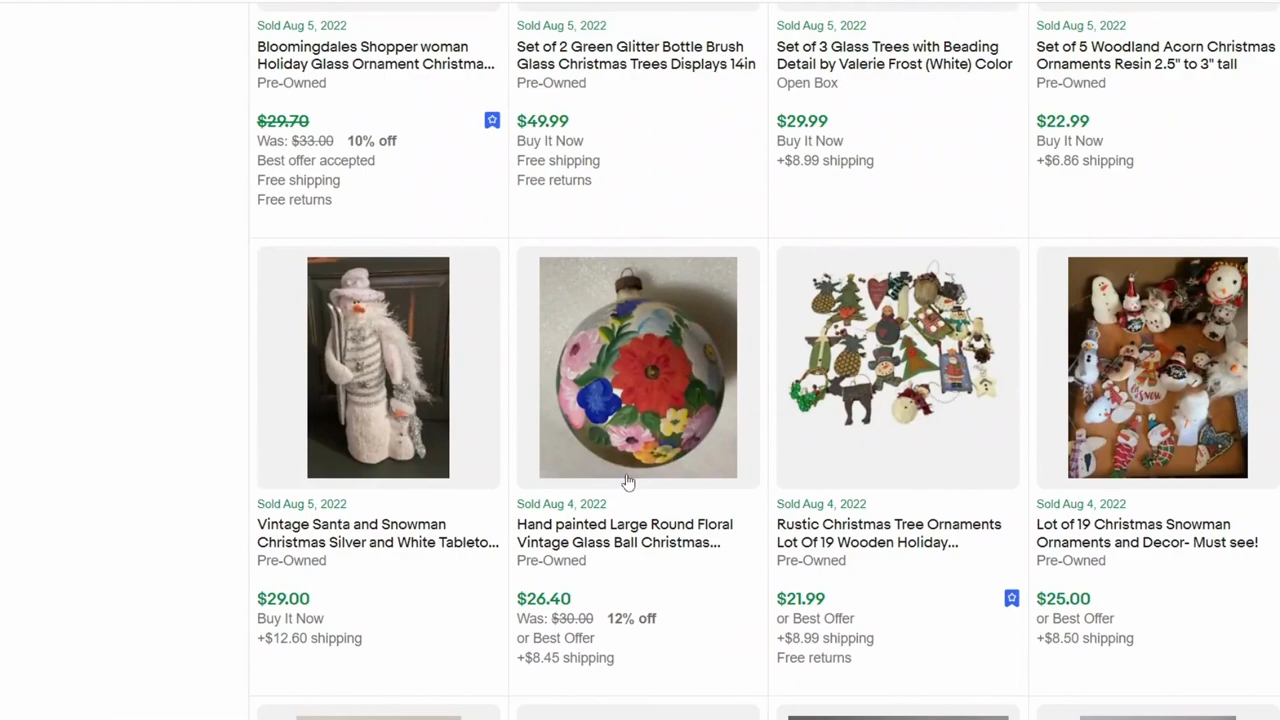 Sold Aug 5, 2022
Bloomingdales Shopper woman
Holiday Glass Ornament Christma...
Pre-Owned
$29.70
Was: $33.00 10% off
Best offer accepted
Free shipping
Free returns
Sold Aug 5, 2022
Set of 2 Green Glitter Bottle Brush
Glass Christmas Trees Displays 14in
Pre-Owned
$49.99
Buy It Now
Free shipping
Free returns
Sold Aug 5, 2022
Set of 3 Glass Trees with Beading
Detail by Valerie Frost (White) Color
Open Box
$29.99
Buy It Now
+$8.99 shipping
Sold Aug 5, 2022
Set of 5 Woodland Acorn Christmas
Ornaments Resin 2.5" to 3" tall
Pre-Owned
$22.99
Buy It Now
+$6.86 shipping
Sold Aug 5, 2022
Vintage Santa and Snowman
Christmas Silver and White Tableto...
Pre-Owned
$29.00
Buy It Now
+$12.60 shipping
Sold Aug 4, 2022
Hand painted Large Round Floral
Vintage Glass Ball Christmas...
Pre-Owned
$26.40
Was: $30.00 12% off
or Best Offer
+$8.45 shipping
Sold Aug 4, 2022
Rustic Christmas Tree Ornaments
Lot Of 19 Wooden Holiday...
Pre-Owned
$21.99
or Best Offer
+$8.99 shipping
Free returns
Sold Aug 4, 2022
Lot of 19 Christmas Snowman
Ornaments and Decor- Must see!
Pre-Owned
$25.00
or Best Offer
+$8.50 shipping